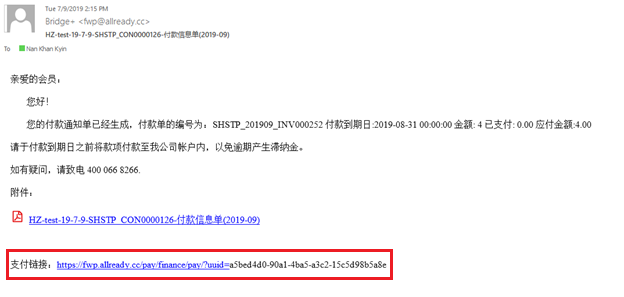 Tue 7/9/2019 2:15 PM
Bridge+ <fwp@allready.cc>
HZ-test-19-7-9-SHSTP_CON0000126-付款信息单(2019-09)
To Nan Khan Kyin
亲爱的会员：
您好！
您的付款通知单已经生成，付款单的编号为：SHSTP_201909_INV000252 付款到期日:2019-08-31 00:00:00 金额: 4 已支付: 0.00 应付金额:4.00
请于付款到期日之前将款项付款至我公司帐户内，以免逾期产生滞纳金。
如有疑问，请致电 400 066 8266.
附件：
HZ-test-19-7-9-SHSTP_CON0000126-付款信息单(2019-09)
支付链接：https://fwp.allready.cc/pay/finance/pay/?uuid=a5bed4d0-90a1-4ba5-a3c2-15c5d98b5a8e